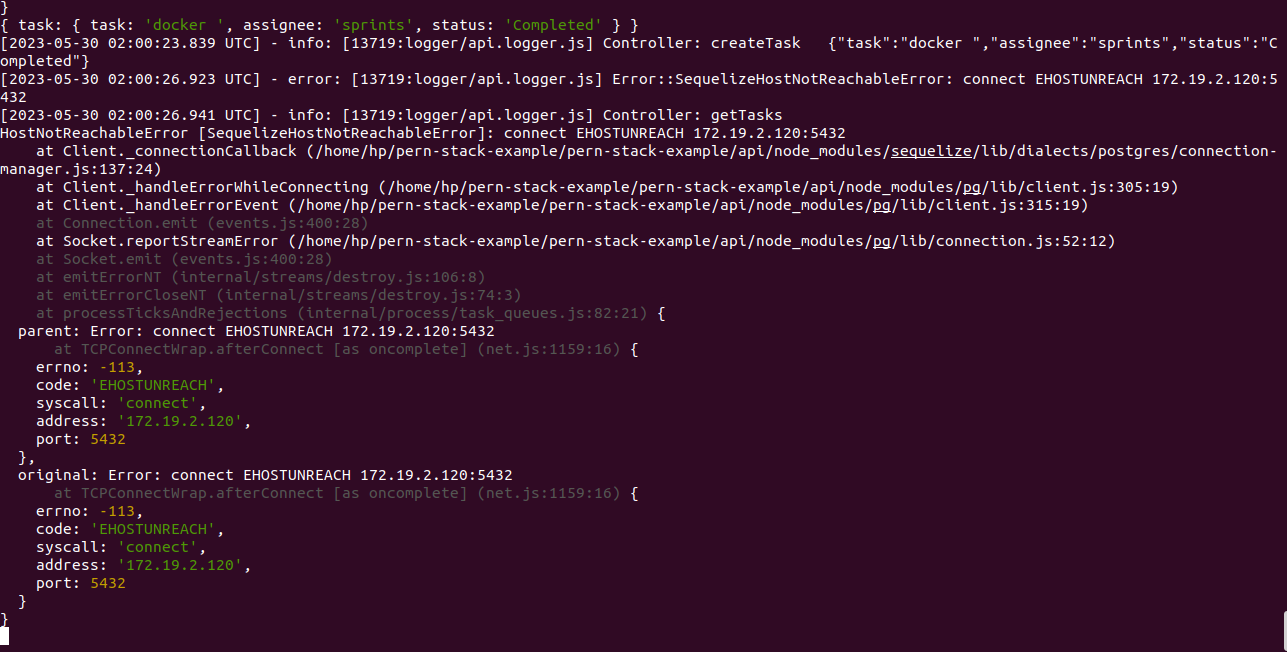 }
{ task: { task: 'docker ', assignee: 'sprints', status: 'Completed' } }
[2023-05-30 02:00:23.839 UTC] - info: [13719:logger/api.logger.js] Controller: createTask   {"task":"docker ","assignee":"sprints","status":"C
ompleted"}
[2023-05-30 02:00:26.923 UTC] - error: [13719:logger/api.logger.js] Error::SequelizeHostNotReachableError: connect EHOSTUNREACH 172.19.2.120:5
432
[2023-05-30 02:00:26.941 UTC] - info: [13719:logger/api.logger.js] Controller: getTasks
HostNotReachableError [SequelizeHostNotReachableError]: connect EHOSTUNREACH 172.19.2.120:5432
    at Client._connectionCallback (/home/hp/pern-stack-example/pern-stack-example/api/node_modules/sequelize/lib/dialects/postgres/connection-
manager.js:137:24)
    at Client._handleErrorWhileConnecting (/home/hp/pern-stack-example/pern-stack-example/api/node_modules/pg/lib/client.js:305:19)
    at Client._handleErrorEvent (/home/hp/pern-stack-example/pern-stack-example/api/node_modules/pg/lib/client.js:315:19)
    at Connection.emit (events.js:400:28)
    at Socket.reportStreamError (/home/hp/pern-stack-example/pern-stack-example/api/node_modules/pg/lib/connection.js:52:12)
    at Socket.emit (events.js:400:28)
    at emitErrorNT (internal/streams/destroy.js:106:8)
    at emitErrorCloseNT (internal/streams/destroy.js:74:3)
    at processTicksAndRejections (internal/process/task_queues.js:82:21) {
  parent: Error: connect EHOSTUNREACH 172.19.2.120:5432
      at TCPConnectWrap.afterConnect [as oncomplete] (net.js:1159:16) {
    errno: -113,
    code: 'EHOSTUNREACH',
    syscall: 'connect',
    address: '172.19.2.120',
    port: 5432
  },
  original: Error: connect EHOSTUNREACH 172.19.2.120:5432
      at TCPConnectWrap.afterConnect [as oncomplete] (net.js:1159:16) {
    errno: -113,
    code: 'EHOSTUNREACH',
    syscall: 'connect',
    address: '172.19.2.120',
    port: 5432
  }
}